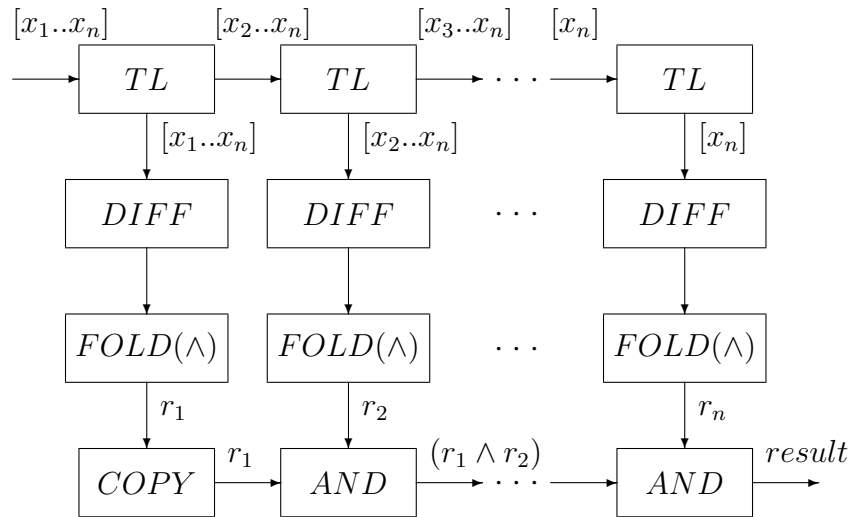 [x₁..xₙ] [x₂..xₙ] [x₃..xₙ] [xₙ]
TL TL · · · TL
[x₁..xₙ] [x₂..xₙ] [xₙ]
DIFF DIFF · · · DIFF
FOLD(∧) FOLD(∧) · · · FOLD(∧)
r₁ r₂ rₙ
r₁ (r₁ ∧ r₂) result
COPY AND · · · AND